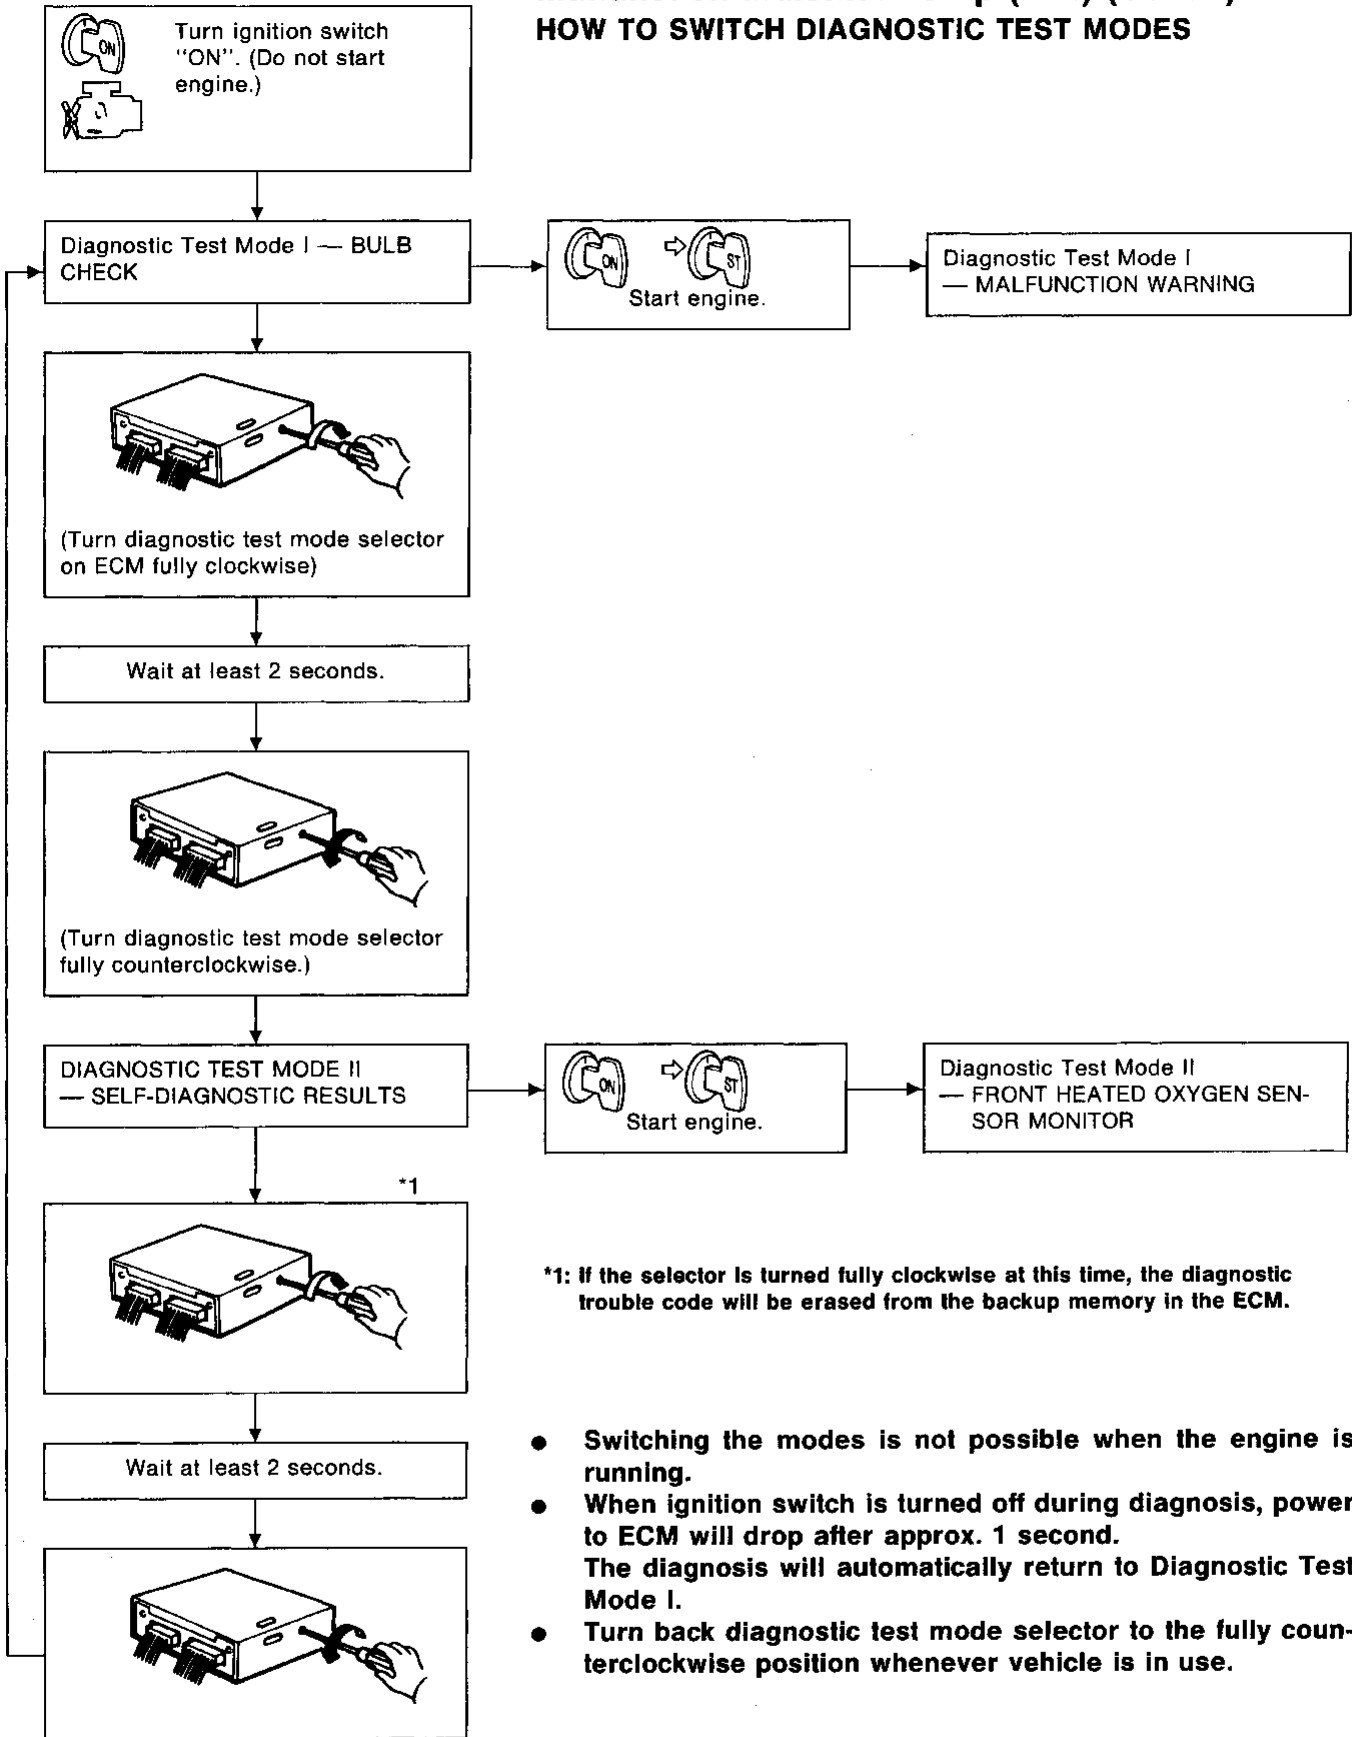 HOW TO SWITCH DIAGNOSTIC TEST MODES
ON
Turn ignition switch
"ON". (Do not start
engine.)
Diagnostic Test Mode I — BULB
CHECK
ON
ST
Start engine.
Diagnostic Test Mode I
— MALFUNCTION WARNING
(Turn diagnostic test mode selector
on ECM fully clockwise)
Wait at least 2 seconds.
(Turn diagnostic test mode selector
fully counterclockwise.)
DIAGNOSTIC TEST MODE II
— SELF-DIAGNOSTIC RESULTS
ON
ST
Start engine.
Diagnostic Test Mode II
— FRONT HEATED OXYGEN SEN-
SOR MONITOR
*1
*1: If the selector is turned fully clockwise at this time, the diagnostic
trouble code will be erased from the backup memory in the ECM.
Wait at least 2 seconds.
● Switching the modes is not possible when the engine is
running.
● When ignition switch is turned off during diagnosis, power
to ECM will drop after approx. 1 second.
The diagnosis will automatically return to Diagnostic Test
Mode I.
● Turn back diagnostic test mode selector to the fully coun-
terclockwise position whenever vehicle is in use.